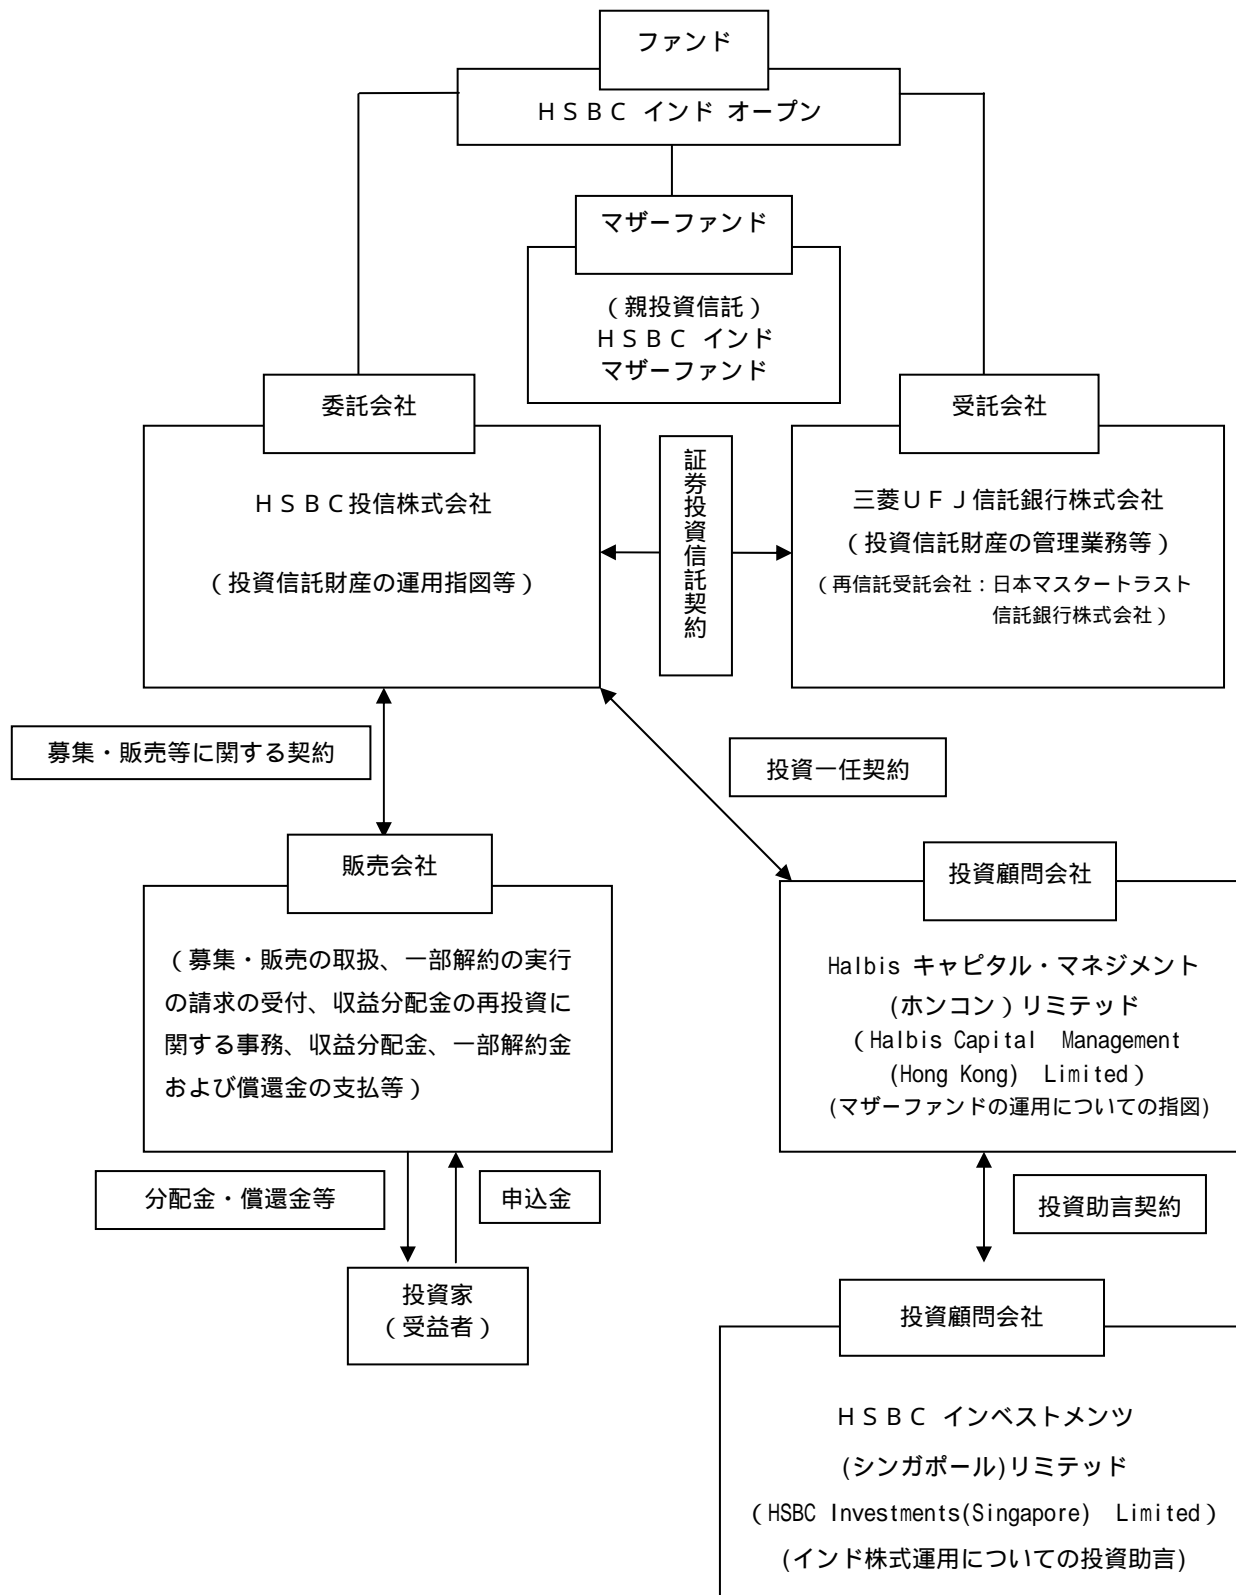 ファンド
ＨＳＢＣ インド オープン
マザーファンド
（親投資信託）
ＨＳＢＣ インド
マザーファンド
委託会社
ＨＳＢＣ投信株式会社
（投資信託財産の運用指図等）
証券投資信託契約
受託会社
三菱ＵＦＪ信託銀行株式会社
（投資信託財産の管理業務等）
（再信託受託会社：日本マスタートラスト
信託銀行株式会社）
募集・販売等に関する契約
投資一任契約
販売会社
（募集・販売の取扱、一部解約の実行
の請求の受付、収益分配金の再投資に
関する事務、収益分配金、一部解約金
および償還金の支払等）
投資顧問会社
Halbis キャピタル・マネジメント
(ホンコン）リミテッド
（Halbis Capital Management
(Hong Kong) Limited）
(マザーファンドの運用についての指図)
分配金・償還金等
申込金
投資助言契約
投資家
（受益者）
投資顧問会社
ＨＳＢＣ インベストメンツ
(シンガポール)リミテッド
（HSBC Investments(Singapore) Limited）
(インド株式運用についての投資助言)